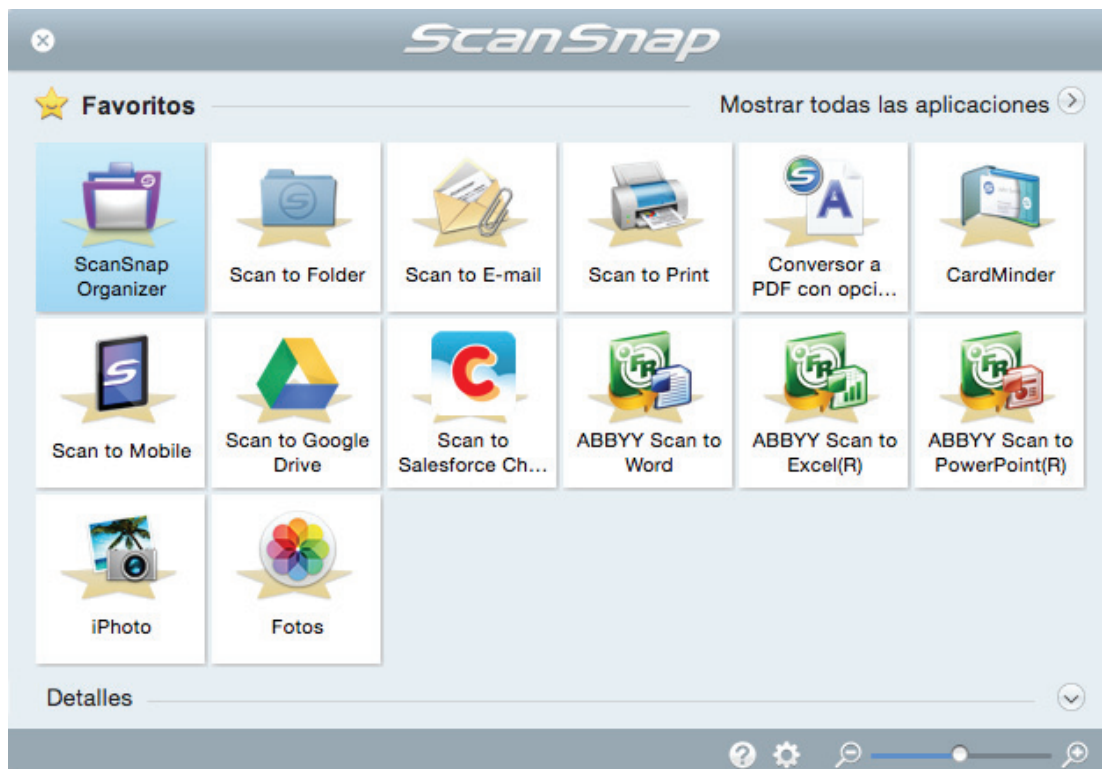 ScanSnap
Favoritos
Mostrar todas las aplicaciones
ScanSnap
Organizer
Scan to Folder
Scan to E-mail
Scan to Print
Conversor a
PDF con opci...
CardMinder
Scan to Mobile
Scan to Google
Drive
Scan to
Salesforce Ch...
ABBYY Scan to
Word
ABBYY Scan to
Excel(R)
ABBYY Scan to
PowerPoint(R)
iPhoto
Fotos
Detalles